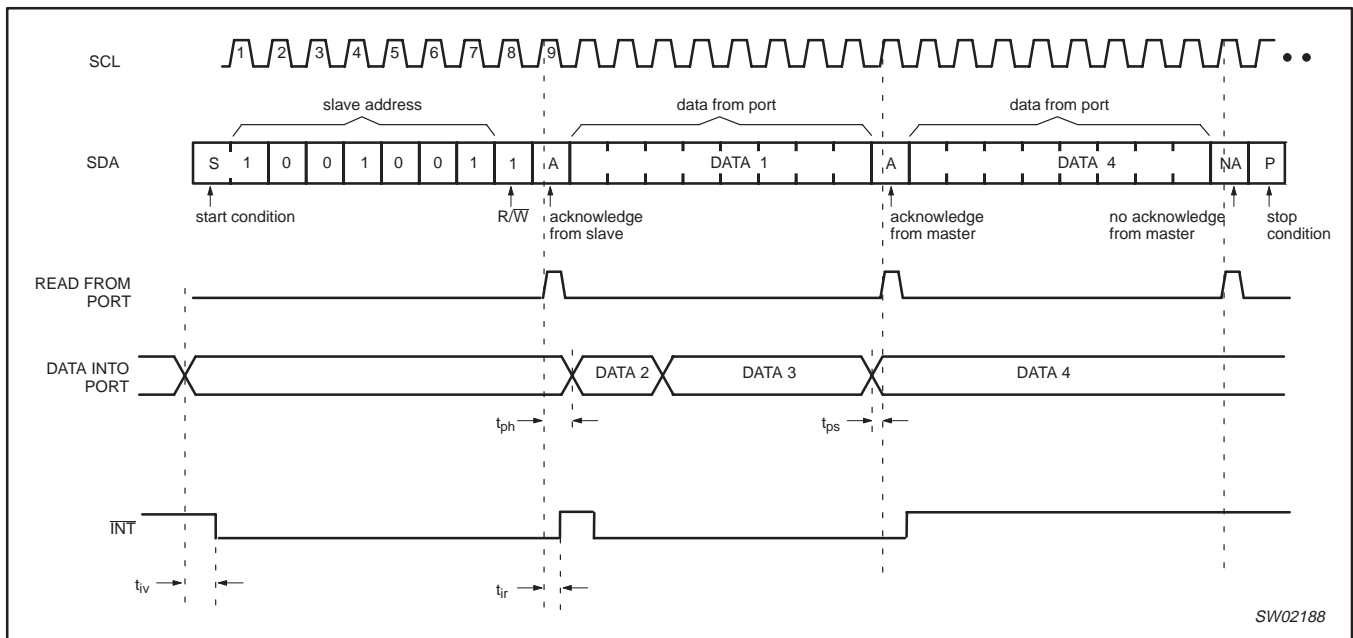 SCL
1 2 3 4 5 6 7 8 9
slave address
data from port
data from port
SDA
S 1 0 0 1 0 0 1 1 A DATA 1 A DATA 4 NA P
start condition
R/W̅
acknowledge
from slave
acknowledge
from master
no acknowledge
from master
stop
condition
READ FROM
PORT
DATA INTO
PORT
DATA 2
DATA 3
DATA 4
tph
tps
I̅N̅T̅
tiv
tir
SW02188